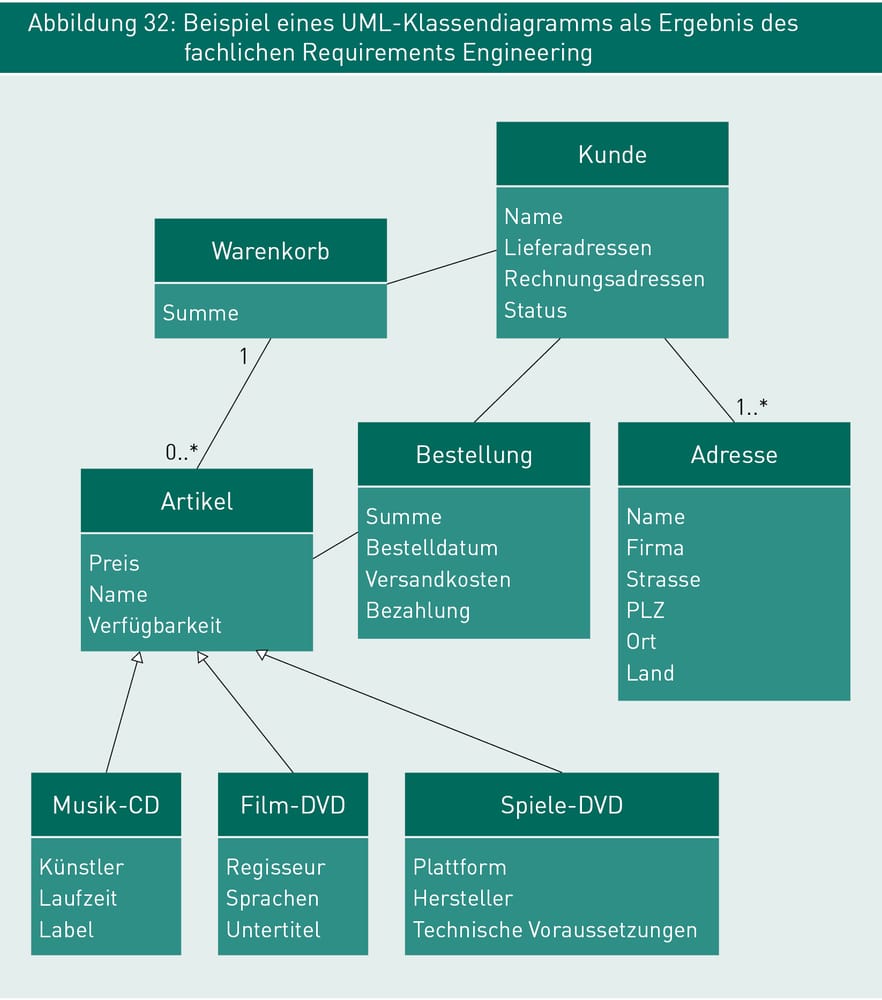 Abbildung 32: Beispiel eines UML-Klassendiagramms als Ergebnis des
fachlichen Requirements Engineering
Kunde
Name
Lieferadressen
Rechnungsadressen
Status
Warenkorb
Summe
1
0..*
1..*
Artikel
Preis
Name
Verfügbarkeit
Bestellung
Summe
Bestelldatum
Versandkosten
Bezahlung
Adresse
Name
Firma
Strasse
PLZ
Ort
Land
Musik-CD
Künstler
Laufzeit
Label
Film-DVD
Regisseur
Sprachen
Untertitel
Spiele-DVD
Plattform
Hersteller
Technische Voraussetzungen